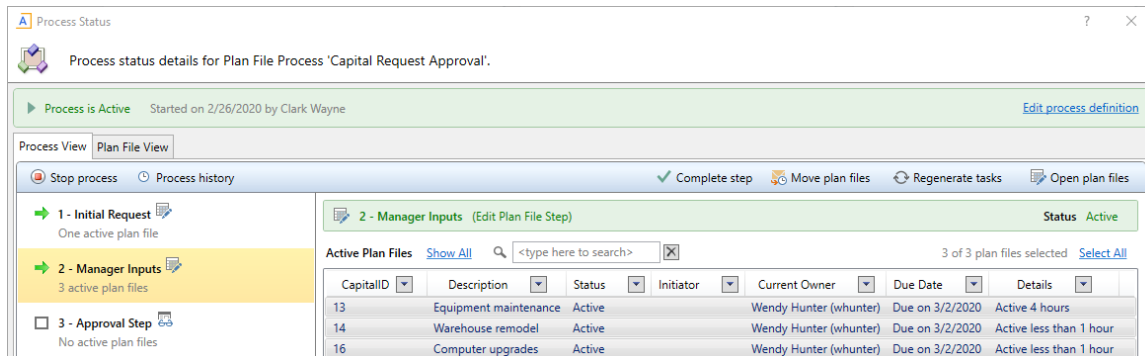 A Process Status ?
Process status details for Plan File Process 'Capital Request Approval'.
Process is Active Started on 2/26/2020 by Clark Wayne Edit process definition
Process View Plan File View
Stop process Process history Complete step Move plan files Regenerate tasks Open plan files
1 - Initial Request
One active plan file
2 - Manager Inputs
3 active plan files
3 - Approval Step
No active plan files
2 - Manager Inputs (Edit Plan File Step) Status Active
Active Plan Files Show All <type here to search> 3 of 3 plan files selected Select All
CapitalID Description Status Initiator Current Owner Due Date Details
13 Equipment maintenance Active Wendy Hunter (whunter) Due on 3/2/2020 Active 4 hours
14 Warehouse remodel Active Wendy Hunter (whunter) Due on 3/2/2020 Active less than 1 hour
16 Computer upgrades Active Wendy Hunter (whunter) Due on 3/2/2020 Active less than 1 hour